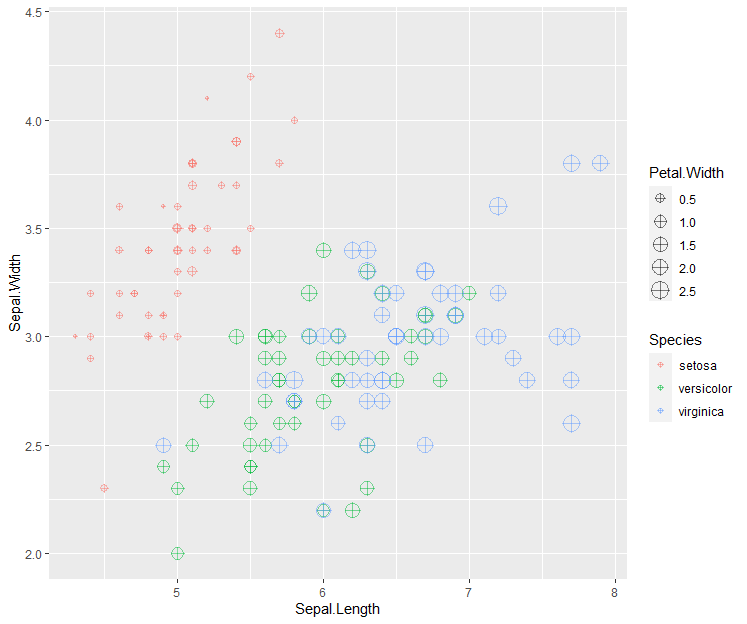 4.5
4.0
3.5
3.0
2.5
2.0
Sepal.Width
5
6
7
8
Sepal.Length
Petal.Width
0.5
1.0
1.5
2.0
2.5
Species
setosa
versicolor
virginica